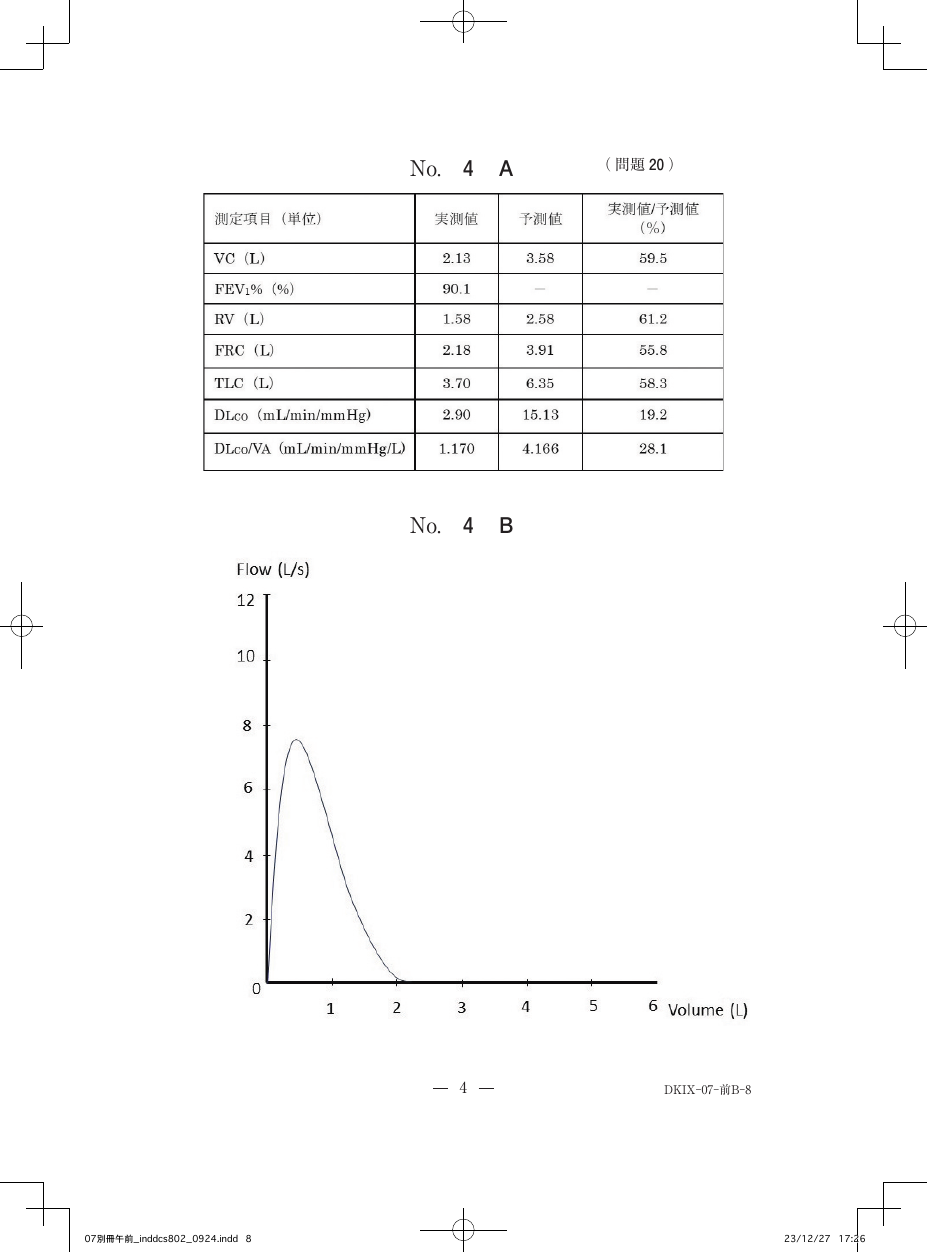 No. 4 A （問題 20）
測定項目（単位） 実測値 予測値 実測値/予測値（％）
VC（L） 2.13 3.58 59.5
FEV₁%（%） 90.1 － －
RV（L） 1.58 2.58 61.2
FRC（L） 2.18 3.91 55.8
TLC（L） 3.70 6.35 58.3
DLCO（mL/min/mmHg) 2.90 15.13 19.2
DLCO/VA（mL/min/mmHg/L) 1.170 4.166 28.1
No. 4 B
Flow (L/s)
12
10
8
6
4
2
0
1 2 3 4 5 6 Volume (L)
― 4 ―
DKIX-07-前B-8
07別冊午前_inddcs802_0924.indd 8
23/12/27 17:26